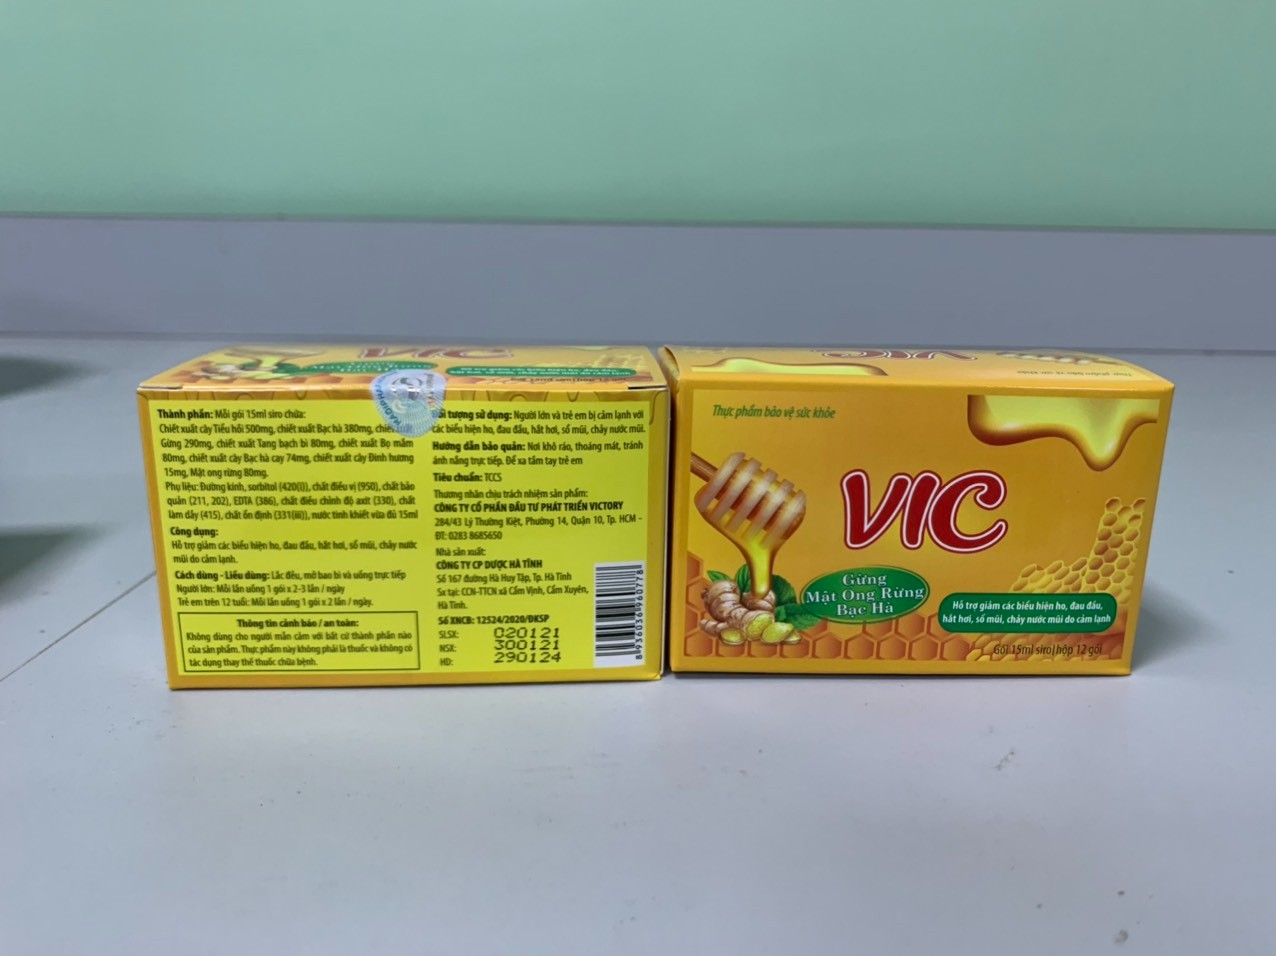 Thành phần: Mỗi gói 15ml siro chứa:
Chiết xuất cây Tiểu hồi 500mg, chiết xuất Bạc hà 380mg,
Gừng 290mg, chiết xuất Tang bạch bì 80mg, chiết xuất Bọ mắm
80mg, chiết xuất cây Bạc hà cay 74mg, chiết xuất cây Đinh hương
15mg, Mật ong rừng 80mg.
Phụ liệu: Đường kính, sorbitol (420(i)), chất điều vị (950), chất bảo
quản (211, 202), EDTA (386), chất điều chỉnh độ axit (330), chất
làm dầy (415), chất ổn định (331(iii)), nước tinh khiết vừa đủ 15ml
Công dụng:
Hỗ trợ giảm các biểu hiện ho, đau đầu, hắt hơi, sổ mũi, chảy nước
mũi do cảm lạnh.
Cách dùng - Liều dùng: Lắc đều, mở bao bì và uống trực tiếp
Người lớn: Mỗi lần uống 1 gói x 2-3 lần / ngày
Trẻ em trên 12 tuổi: Mỗi lần uống 1 gói x 2 lần / ngày.
Thông tin cảnh báo / an toàn:
Không dùng cho người mẫn cảm với bất cứ thành phần nào
của sản phẩm. Thực phẩm này không phải là thuốc và không có
tác dụng thay thế thuốc chữa bệnh.
tượng sử dụng: Người lớn và trẻ em bị cảm lạnh với
các biểu hiện ho, đau đầu, hắt hơi, sổ mũi, chảy nước mũi.
Hướng dẫn bảo quản: Nơi khô ráo, thoáng mát, tránh
ánh nắng trực tiếp. Để xa tầm tay trẻ em
Tiêu chuẩn: TCCS
Thương nhân chịu trách nhiệm sản phẩm:
CÔNG TY CỔ PHẦN ĐẦU TƯ PHÁT TRIỂN VICTORY
284/43 Lý Thường Kiệt, Phường 14, Quận 10, Tp. HCM -
ĐT: 0283 8685650
Nhà sản xuất:
CÔNG TY CP DƯỢC HÀ TĨNH
Số 167 đường Hà Huy Tập, Tp. Hà Tĩnh
Sx tại: CCN-TTCN xã Cẩm Vịnh, Cẩm Xuyên,
Hà Tĩnh.
Số XNCB: 12524/2020/ĐKSP
SLSX: 020121
NSX: 300121
HD: 290124
8936036960778
VIC
VIC
Thực phẩm bảo vệ sức khỏe
VIC
Gừng
Mật Ong Rừng
Bạc Hà
Hỗ trợ giảm các biểu hiện ho, đau đầu,
hắt hơi, sổ mũi, chảy nước mũi do cảm lạnh
Gói 15ml siro|hộp 12 gói